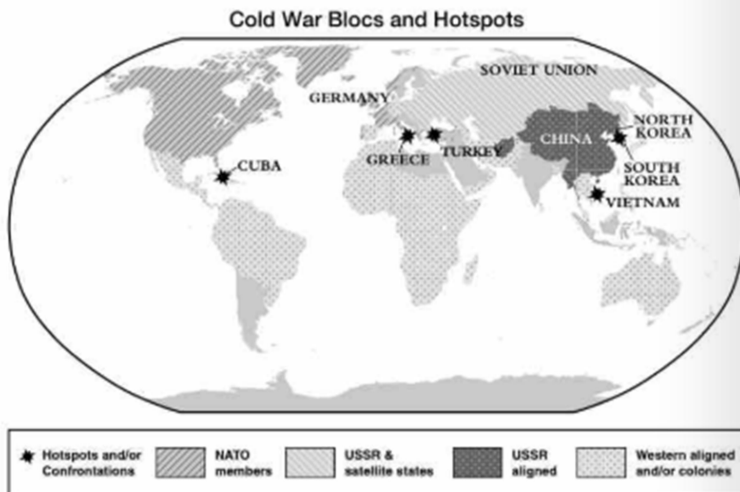 Cold War Blocs and Hotspots
SOVIET UNION
GERMANY
NORTH
KOREA
CHINA
GREECE
TURKEY
CUBA
SOUTH
KOREA
VIETNAM
Hotspots and/or
Confrontations
NATO
members
USSR &
satellite states
USSR
aligned
Western aligned
and/or colonies